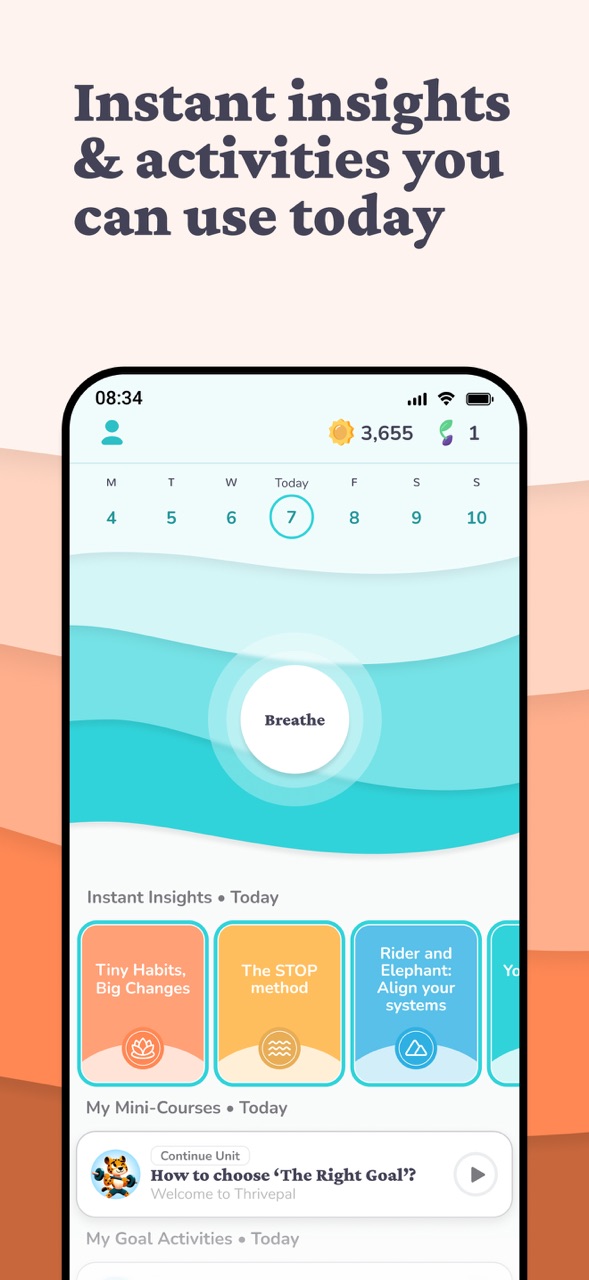 Instant insights
& activities you
can use today
08:34
3,655 1
M T W Today F S S
4 5 6 7 8 9 10
Breathe
Instant Insights • Today
Tiny Habits,
Big Changes
The STOP
method
Rider and
Elephant:
Align your
systems
Yo
My Mini-Courses • Today
Continue Unit
How to choose ‘The Right Goal’?
Welcome to Thrivepal
My Goal Activities • Today